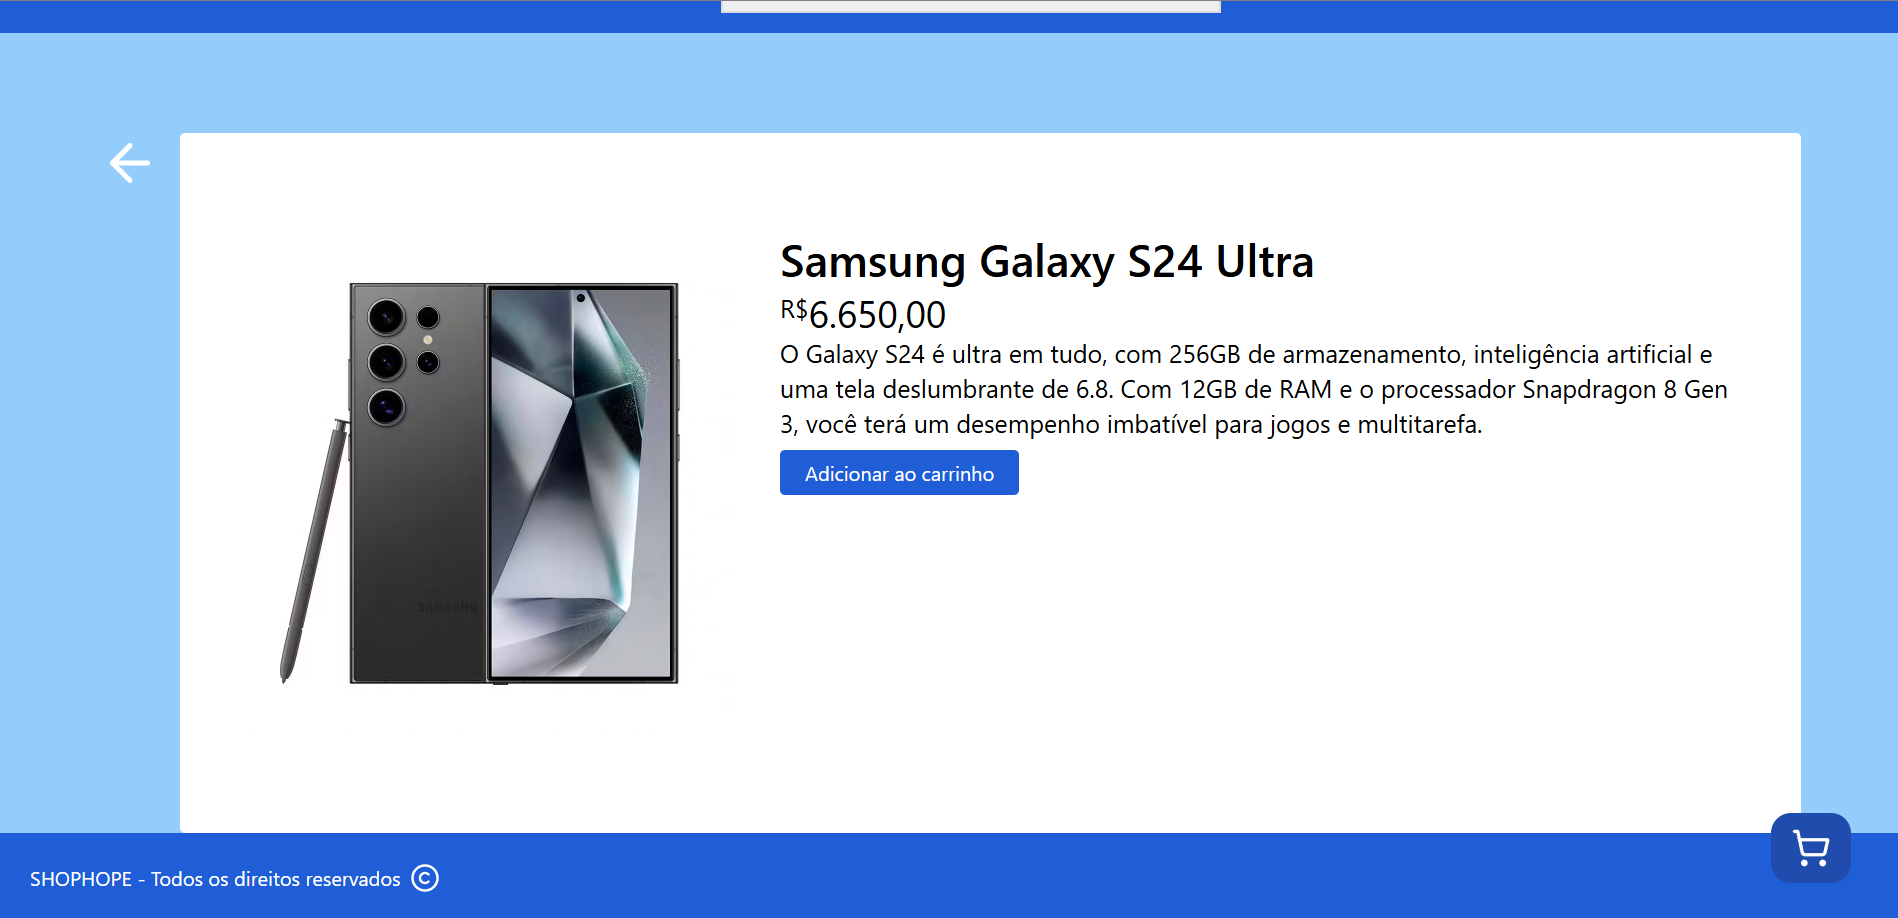 Samsung Galaxy S24 Ultra
R$6.650,00
O Galaxy S24 é ultra em tudo, com 256GB de armazenamento, inteligência artificial e
uma tela deslumbrante de 6.8. Com 12GB de RAM e o processador Snapdragon 8 Gen
3, você terá um desempenho imbatível para jogos e multitarefa.
Adicionar ao carrinho
SAMSUNG
SHOPHOPE - Todos os direitos reservados ©